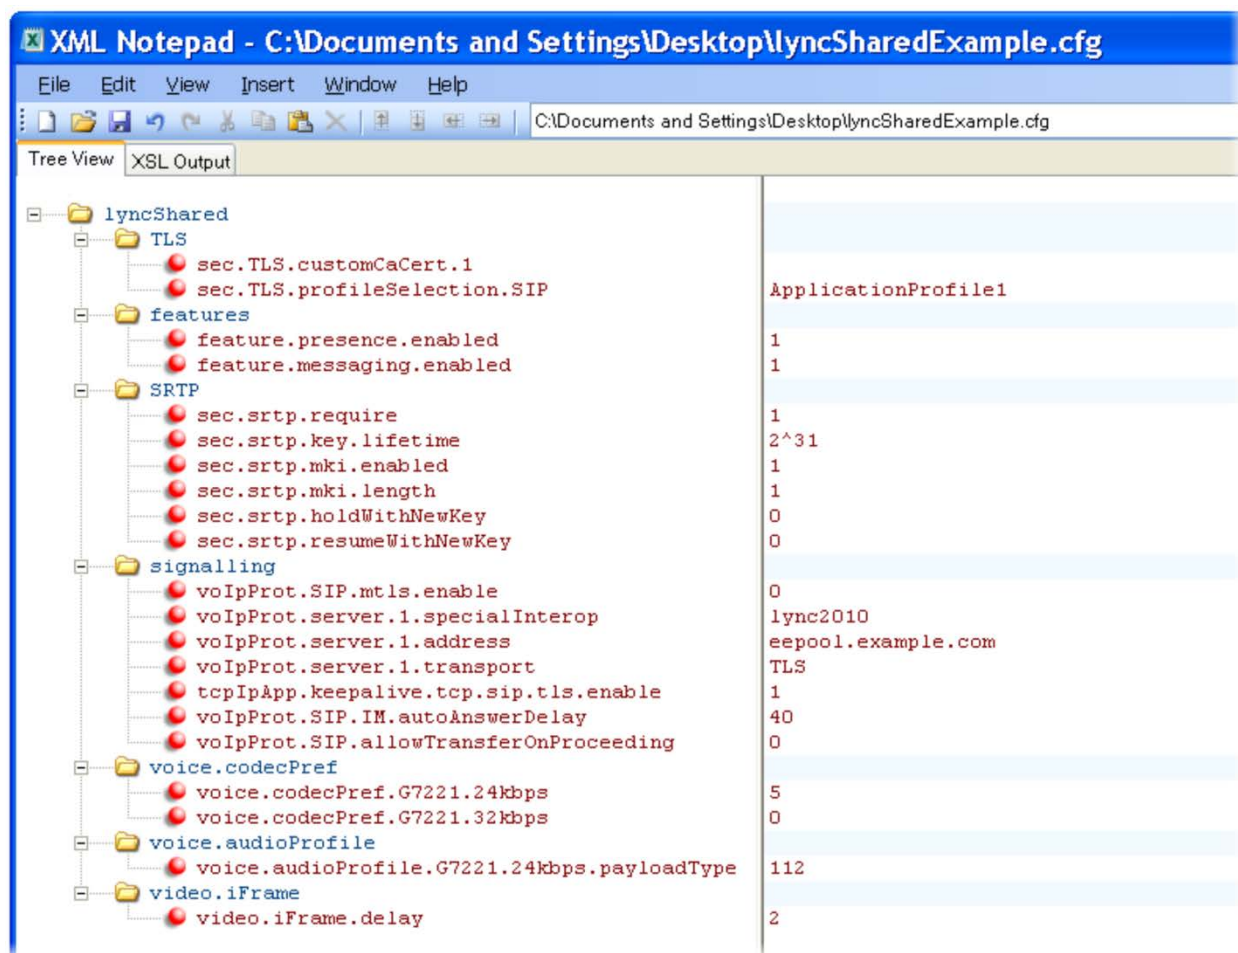 XML Notepad - C:\Documents and Settings\Desktop\lyncSharedExample.cfg
File Edit View Insert Window Help
C:\Documents and Settings\Desktop\lyncSharedExample.cfg
Tree View XSL Output
lyncShared
TLS
sec.TLS.customCaCert.1
sec.TLS.profileSelection.SIP ApplicationProfile1
features
feature.presence.enabled 1
feature.messaging.enabled 1
SRTP
sec.srtp.require 1
sec.srtp.key.lifetime 2^31
sec.srtp.mki.enabled 1
sec.srtp.mki.length 1
sec.srtp.holdWithNewKey 0
sec.srtp.resumeWithNewKey 0
signalling
voIpProt.SIP.mtls.enable 0
voIpProt.server.1.specialInterop lync2010
voIpProt.server.1.address eepool.example.com
voIpProt.server.1.transport TLS
tcpIpApp.keepalive.tcp.sip.tls.enable 1
voIpProt.SIP.IM.autoAnswerDelay 40
voIpProt.SIP.allowTransferOnProceeding 0
voice.codecPref
voice.codecPref.G7221.24kbps 5
voice.codecPref.G7221.32kbps 0
voice.audioProfile
voice.audioProfile.G7221.24kbps.payloadType 112
video.iFrame
video.iFrame.delay 2